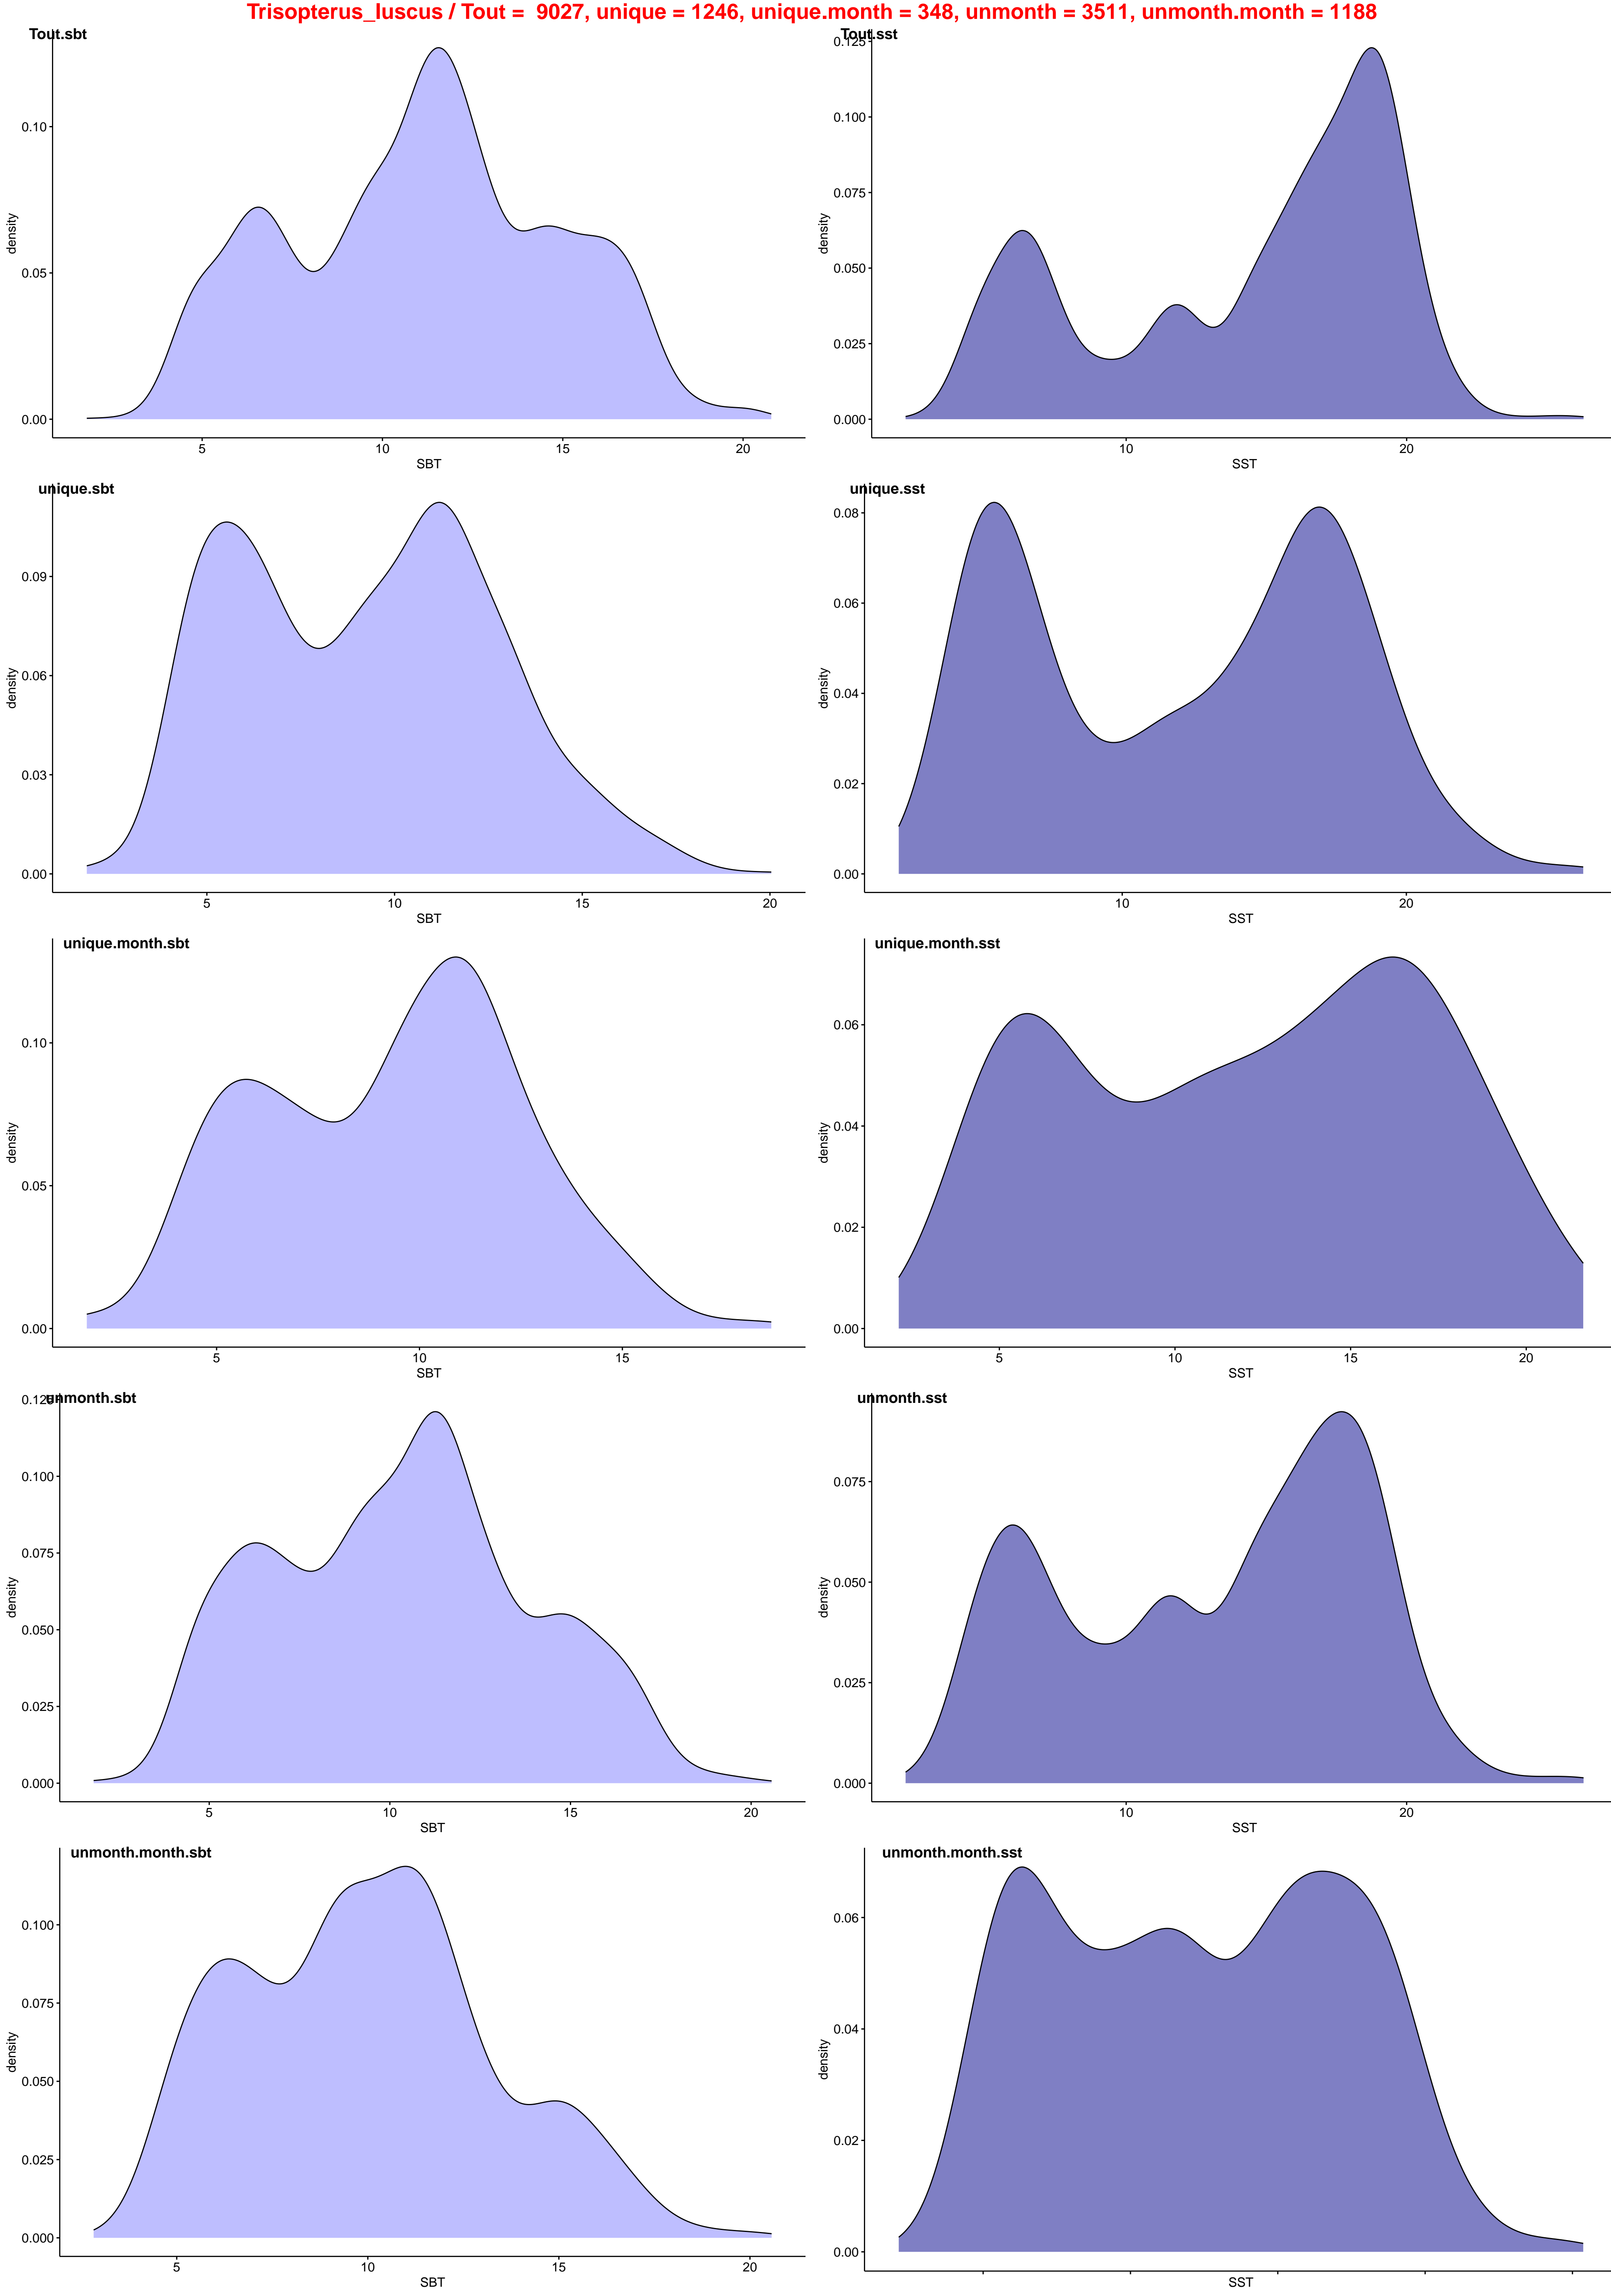 Trisopterus_luscus / Tout =  9027, unique = 1246, unique.month = 348, unmonth = 3511, unmonth.month = 1188
Tout.sbt
0.10
0.05
0.00
density
5 10 15 20
SBT
Tout.sst
0.125
0.100
0.075
0.050
0.025
0.000
density
10 20
SST
unique.sbt
0.09
0.06
0.03
0.00
density
5 10 15 20
SBT
unique.sst
0.08
0.06
0.04
0.02
0.00
density
10 20
SST
unique.month.sbt
0.10
0.05
0.00
density
5 10 15
SBT
unique.month.sst
0.06
0.04
0.02
0.00
density
5 10 15 20
SST
unmonth.sbt
0.100
0.075
0.050
0.025
0.000
density
5 10 15 20
SBT
unmonth.sst
0.075
0.050
0.025
0.000
density
10 20
SST
unmonth.month.sbt
0.100
0.075
0.050
0.025
0.000
density
5 10 15 20
SBT
unmonth.month.sst
0.06
0.04
0.02
0.00
density
SST